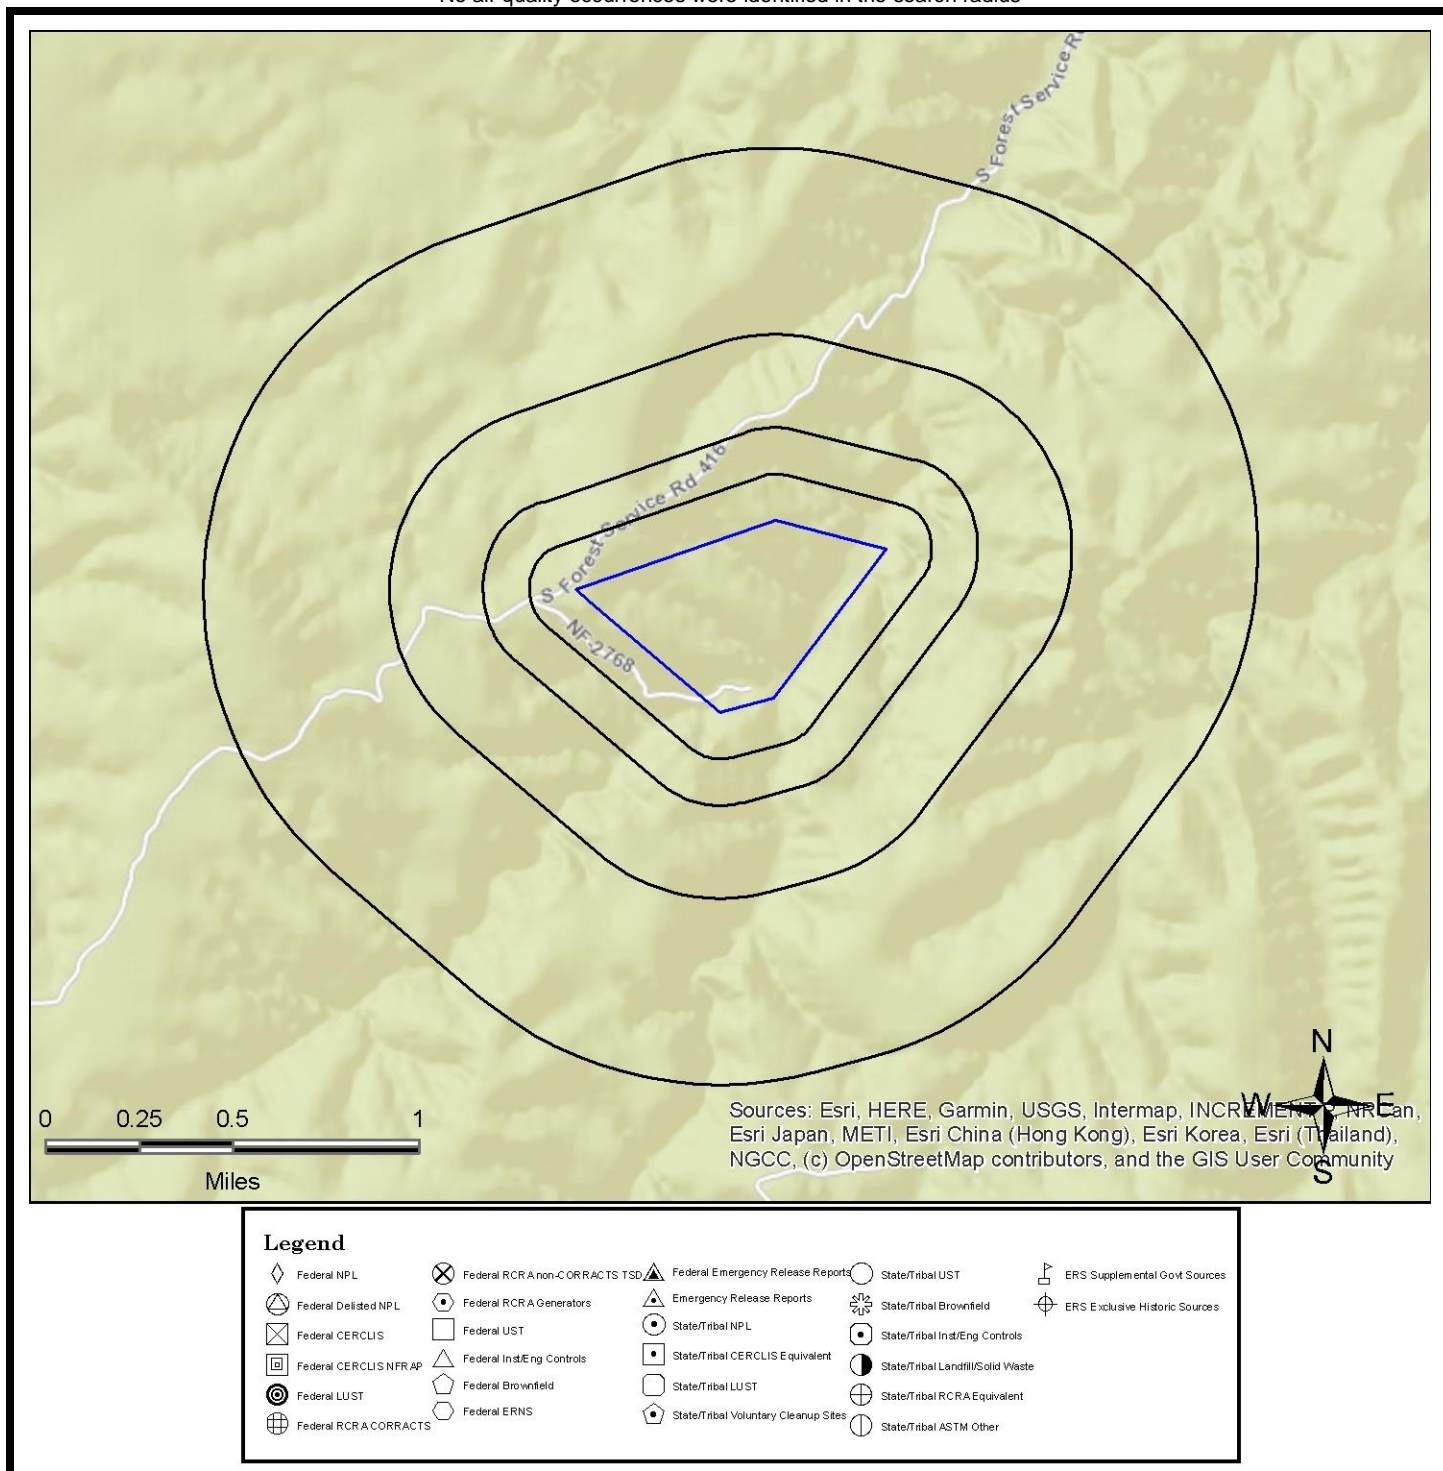 No air quality occurrences were identified in the search radius
S Forest Service Rd
S Forest Service Rd 416
NF-2768
N
W E
S
0 0.25 0.5 1
Miles
Sources: Esri, HERE, Garmin, USGS, Intermap, INCREMENT
Esri Japan, METI, Esri China (Hong Kong), Esri Korea, Esri (Thailand),
NGCC, (c) OpenStreetMap contributors, and the GIS User Community
Legend
Federal NPL
Federal Delisted NPL
Federal CERCLIS
Federal CERCLIS NFRAP
Federal LUST
Federal RCRA CORRACTS
Federal RCRA non-CORRACTS TSD
Federal RCRA Generators
Federal UST
Federal Inst/Eng Controls
Federal Brownfield
Federal ERNS
Federal Emergency Release Reports
Emergency Release Reports
State/Tribal NPL
State/Tribal CERCLIS Equivalent
State/Tribal LUST
State/Tribal Voluntary Cleanup Sites
State/Tribal UST
State/Tribal Brownfield
State/Tribal Inst/Eng Controls
State/Tribal Landfill/Solid Waste
State/Tribal RCRA Equivalent
State/Tribal ASTM Other
ERS Supplemental Govt Sources
ERS Exclusive Historic Sources